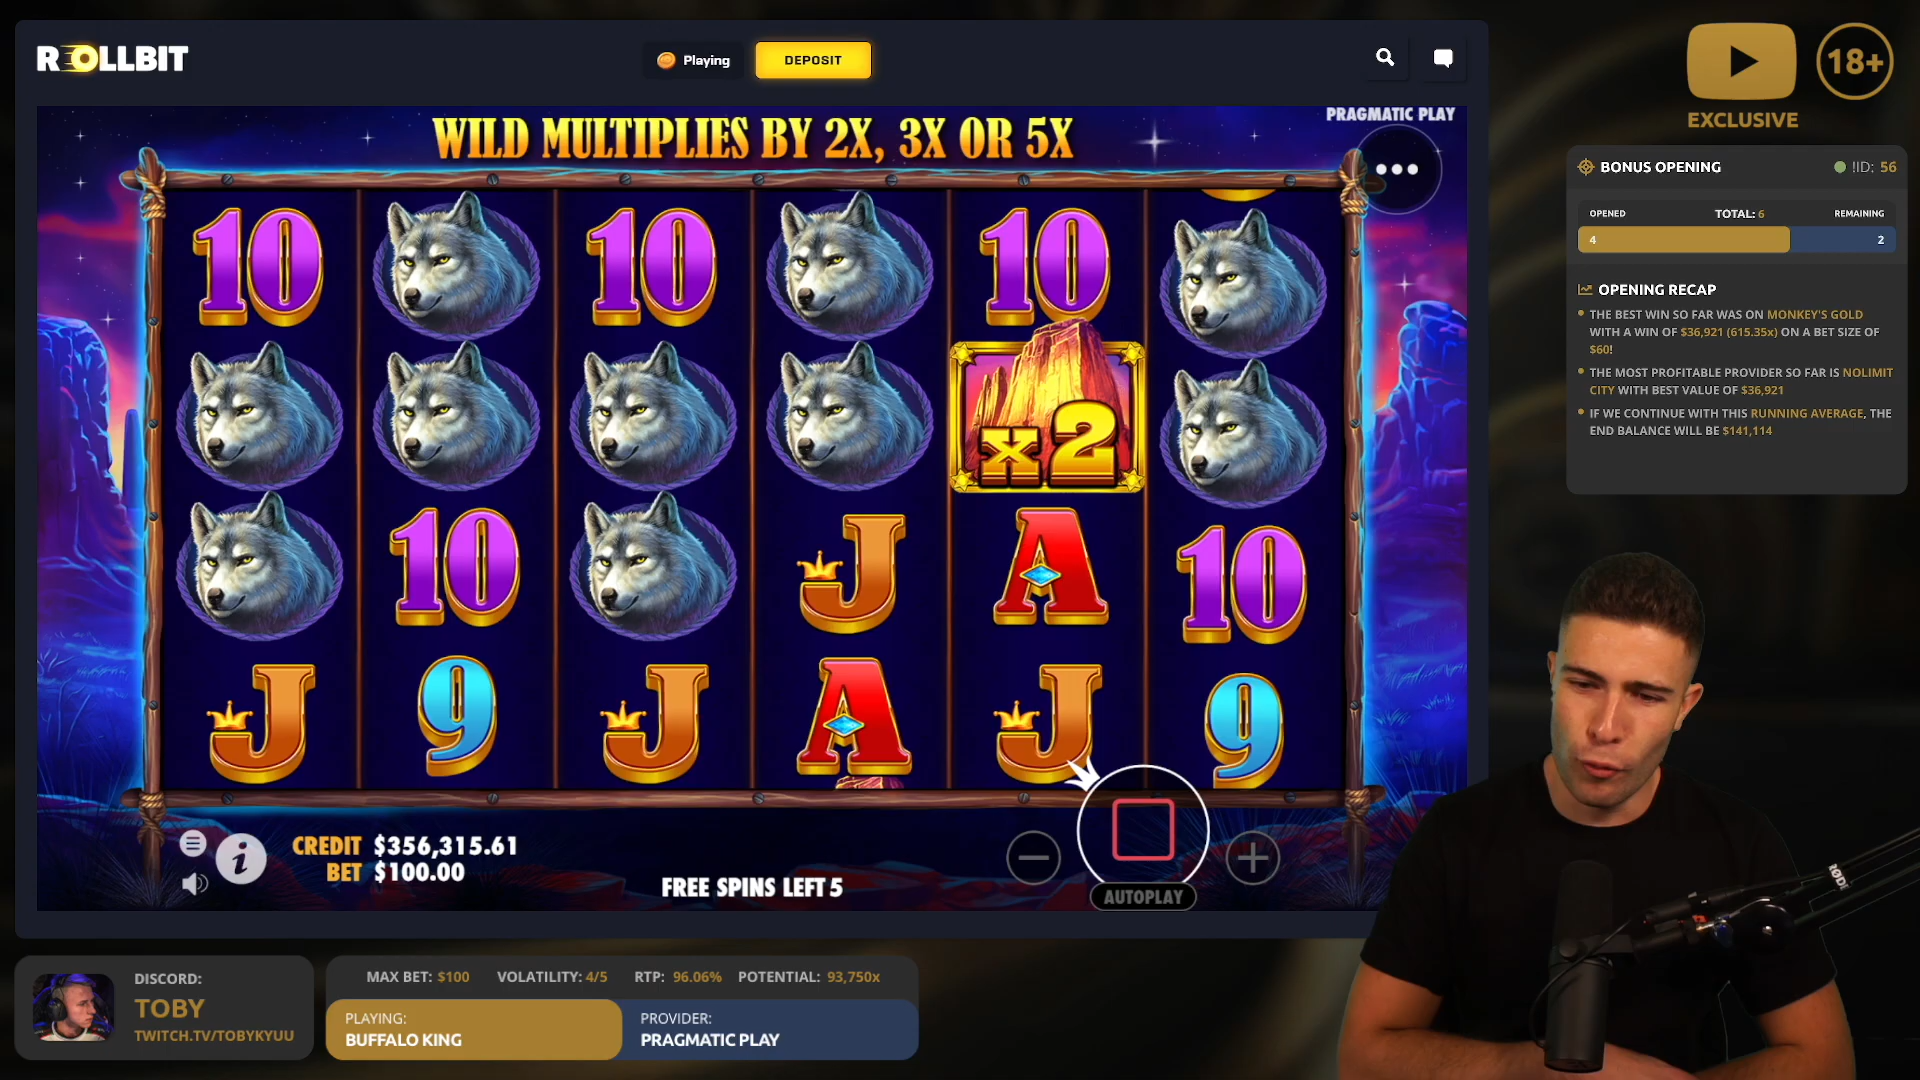 ROLLBIT
Playing
DEPOSIT
EXCLUSIVE
18+
PRAGMATIC PLAY
WILD MULTIPLIES BY 2X, 3X OR 5X
10
10
10
x2
10
J
A
10
J
9
J
A
J
9
CREDIT $356,315.61
BET $100.00
FREE SPINS LEFT 5
AUTOPLAY
BONUS OPENING
!ID: 56
OPENED
TOTAL: 6
REMAINING
4
2
OPENING RECAP
THE BEST WIN SO FAR WAS ON MONKEY'S GOLD
WITH A WIN OF $36,921 (615.35x) ON A BET SIZE OF
$60!
THE MOST PROFITABLE PROVIDER SO FAR IS NOLIMIT
CITY WITH BEST VALUE OF $36,921
IF WE CONTINUE WITH THIS RUNNING AVERAGE, THE
END BALANCE WILL BE $141,114
RØDE
DISCORD:
TOBY
TWITCH.TV/TOBYKYUU
MAX BET: $100
VOLATILITY: 4/5
RTP: 96.06%
POTENTIAL: 93,750x
PLAYING:
BUFFALO KING
PROVIDER:
PRAGMATIC PLAY